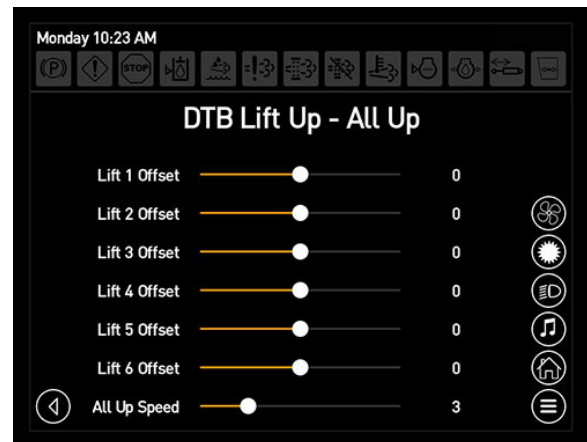 Monday 10:23 AM
(P) STOP
DTB Lift Up - All Up
Lift 1 Offset 0
Lift 2 Offset 0
Lift 3 Offset 0
Lift 4 Offset 0
Lift 5 Offset 0
Lift 6 Offset 0
All Up Speed 3